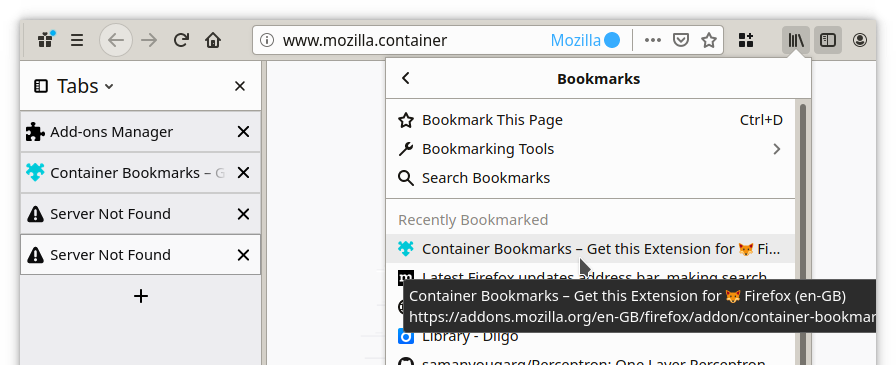 www.mozilla.container
Mozilla
Tabs
Add-ons Manager
Container Bookmarks – G
Server Not Found
Server Not Found
Bookmarks
Bookmark This Page Ctrl+D
Bookmarking Tools
Search Bookmarks
Recently Bookmarked
Container Bookmarks – Get this Extension for 🦊 Fi...
Latest Firefox updates address bar, making search
Container Bookmarks – Get this Extension for 🦊 Firefox (en-GB)
https://addons.mozilla.org/en-GB/firefox/addon/container-bookmar
Library - Diigo
samanyougarg/Perceptron: One Layer Perceptron